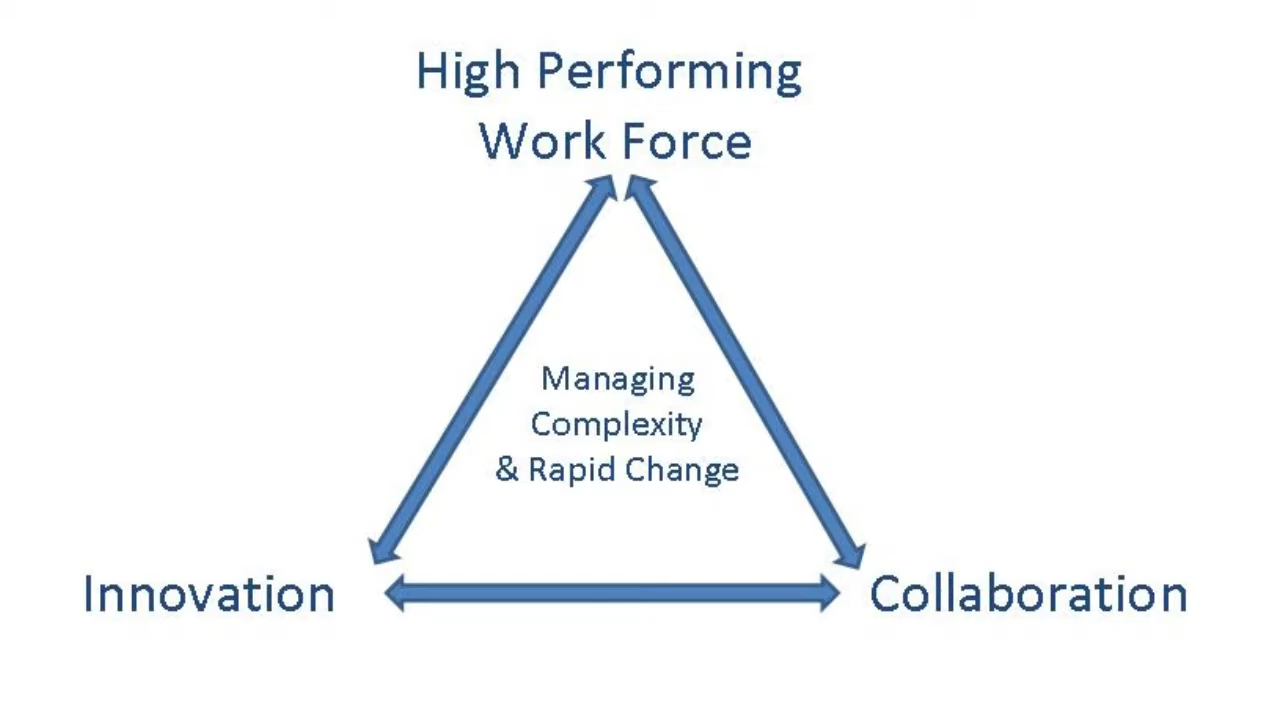 High Performing
Work Force
Managing
Complexity
& Rapid Change
Innovation
Collaboration